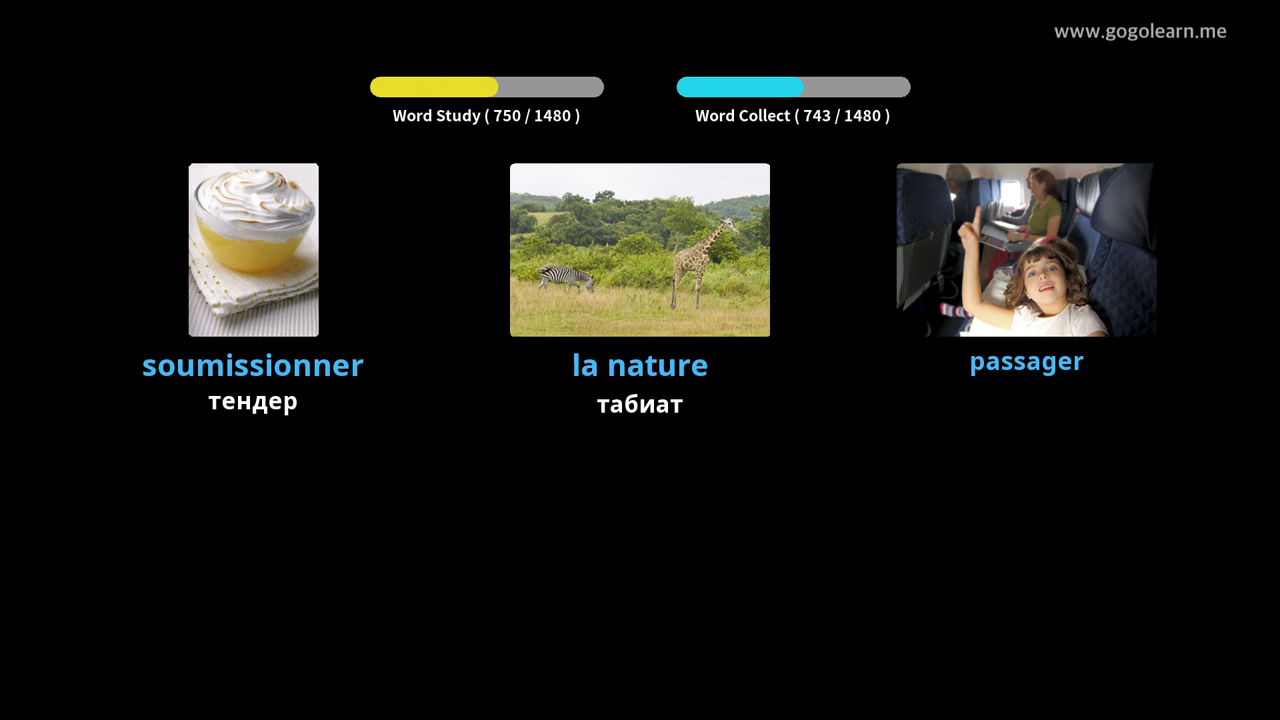 www.gogolearn.me
Word Study ( 750 / 1480 )
Word Collect ( 743 / 1480 )
soumissionner
тендер
la nature
табиат
passager